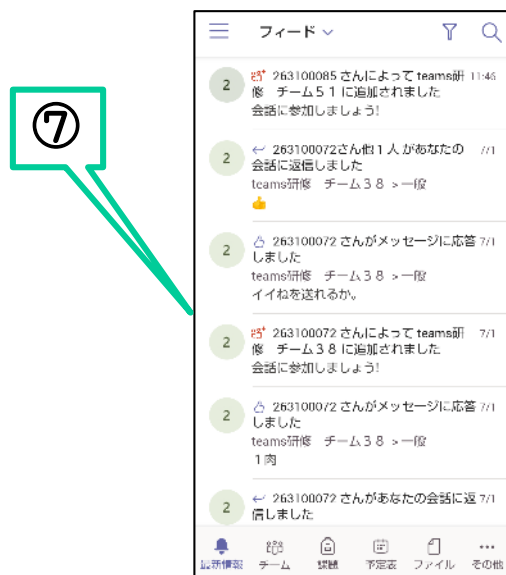 ⑦
フィード
2
263100085 さんによって teams研 11:46
修 チーム５１ に追加されました
会話に参加しましょう!
2
263100072さん他１人 があなたの 7/1
会話に返信しました
teams研修 チーム３８ > 一般
👍
2
263100072 さんがメッセージに応答 7/1
しました
teams研修 チーム３８ > 一般
イイねを送れるか。
2
263100072 さんによって teams研 7/1
修 チーム３８ に追加されました
会話に参加しましょう!
2
263100072 さんがメッセージに応答 7/1
しました
teams研修 チーム３８ > 一般
１肉
2
263100072 さんがあなたの会話に返 7/1
信しました
最新情報 チーム 課題 予定表 ファイル その他